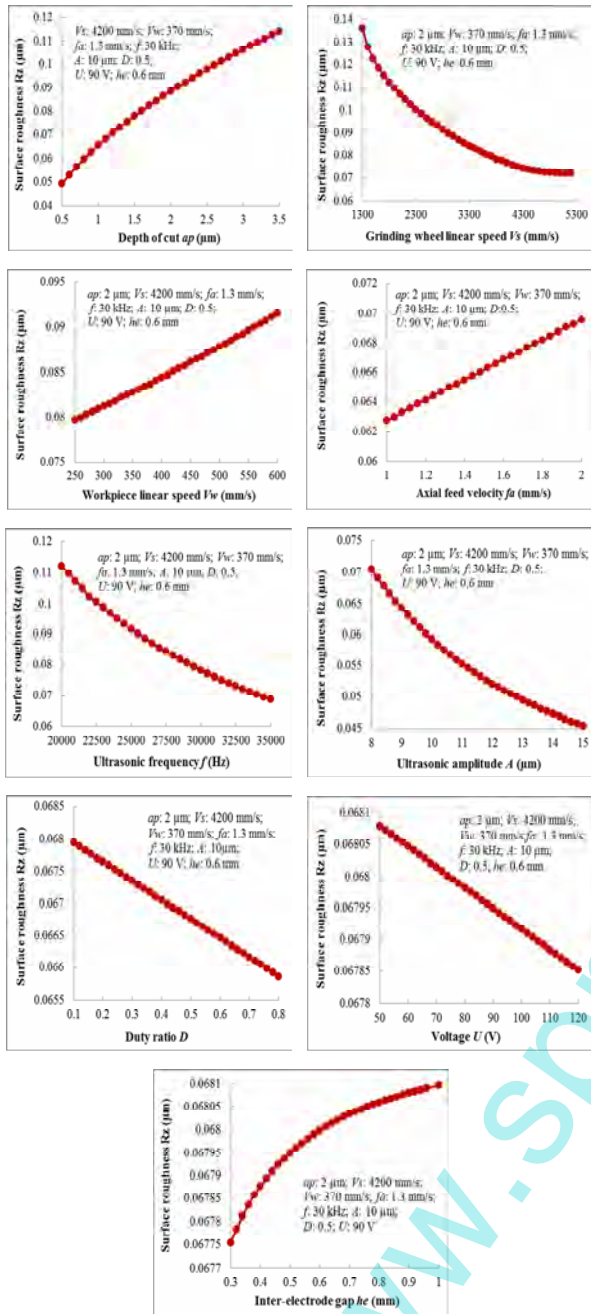 0.12
0.11
0.1
0.09
0.08
0.07
0.06
0.05
0.04
Surface roughness Rz (μm)
Vs: 4200 mm/s; Vw: 370 mm/s;
fa: 1.3 mm/s; f: 30 kHz;
A: 10 μm; D: 0.5;
U: 90 V; he: 0.6 mm
0.5 1 1.5 2 2.5 3 3.5
Depth of cut ap (μm)
0.14
0.13
0.12
0.11
0.1
0.09
0.08
0.07
0.06
Surface roughness Rz (μm)
ap: 2 μm; Vw: 370 mm/s; fa: 1.3 mm/s;
f: 30 kHz; A: 10 μm; D: 0.5;
U: 90 V; he: 0.6 mm
1300 2300 3300 4300 5300
Grinding wheel linear speed Vs (mm/s)
0.095
0.09
0.085
0.08
0.075
Surface roughness Rz (μm)
ap: 2 μm; Vs: 4200 mm/s; fa: 1.3 mm/s;
f: 30 kHz; A: 10 μm; D: 0.5;
U: 90 V; he: 0.6 mm
250 300 350 400 450 500 550 600
Workpiece linear speed Vw (mm/s)
0.072
0.07
0.068
0.066
0.064
0.062
0.06
Surface roughness Rz (μm)
ap: 2 μm; Vs: 4200 mm/s; Vw: 370 mm/s;
f: 30 kHz; A: 10 μm; D:0.5;
U: 90 V; he: 0.6 mm
1 1.2 1.4 1.6 1.8 2
Axial feed velocity fa (mm/s)
0.12
0.11
0.1
0.09
0.08
0.07
0.06
Surface roughness Rz (μm)
ap: 2 μm; Vs: 4200 mm/s; Vw: 370 mm/s;
fa: 1.3 mm/s; A: 10 μm; D: 0.5;
U: 90 V; he: 0.6 mm
20000 22500 25000 27500 30000 32500 35000
Ultrasonic frequency f (Hz)
0.075
0.07
0.065
0.06
0.055
0.05
0.045
Surface roughness Rz (μm)
ap: 2 μm; Vs: 4200 mm/s; Vw: 370 mm/s;
fa: 1.3 mm/s; f: 30 kHz; D: 0.5;
U: 90 V; he: 0.6 mm
8 9 10 11 12 13 14 15
Ultrasonic amplitude A (μm)
0.0685
0.068
0.0675
0.067
0.0665
0.066
0.0655
Surface roughness Rz (μm)
ap: 2 μm; Vs: 4200 mm/s;
Vw: 370 mm/s; fa: 1.3 mm/s;
f: 30 kHz; A: 10μm;
U: 90 V; he: 0.6 mm
0.1 0.2 0.3 0.4 0.5 0.6 0.7 0.8
Duty ratio D
0.0681
0.06805
0.068
0.06795
0.0679
0.06785
0.0678
Surface roughness Rz (μm)
ap: 2 μm; Vs: 4200 mm/s;
Vw: 370 mm/s; fa: 1.3 mm/s;
f: 30 kHz; A: 10 μm;
D: 0.5, he: 0.6 mm
50 60 70 80 90 100 110 120
Voltage U (V)
0.0681
0.06805
0.068
0.06795
0.0679
0.06785
0.0678
0.06775
0.0677
Surface roughness Rz (μm)
ap: 2 μm; Vs: 4200 mm/s;
Vw: 370 mm/s; fa: 1.3 mm/s;
f: 30 kHz; A: 10 μm;
D: 0.5; U: 90 V
0.3 0.4 0.5 0.6 0.7 0.8 0.9 1
Inter-electrode gap he (mm)